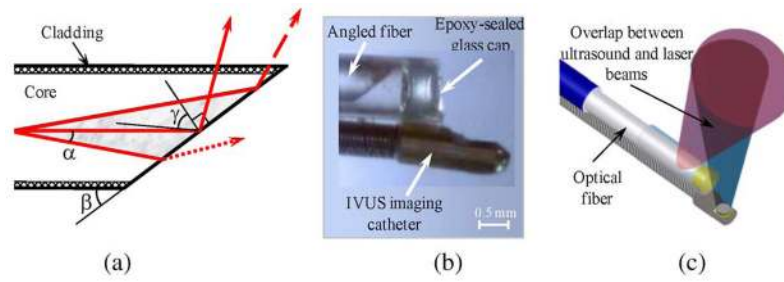 Cladding
Core
α
γ
β
(a)
Angled fiber
Epoxy-sealed
glass cap
IVUS imaging
catheter
0.5 mm
(b)
Overlap between
ultrasound and laser
beams
Optical
fiber
(c)